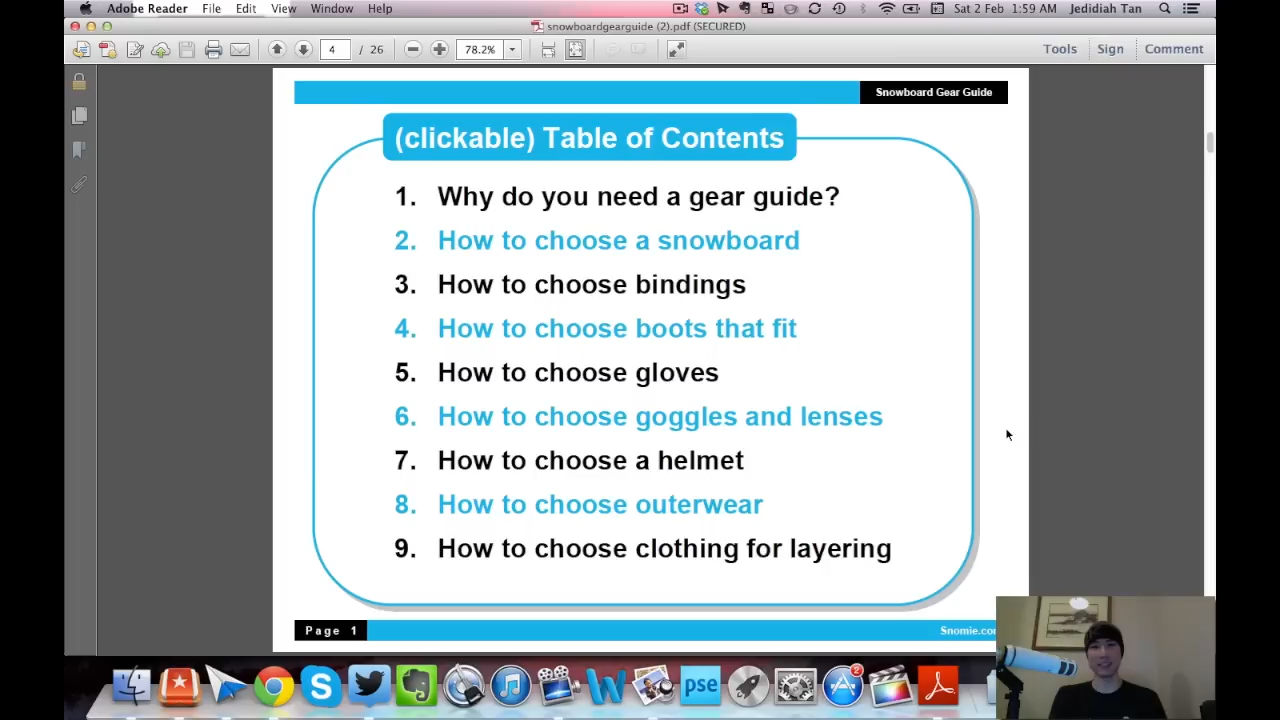 Adobe Reader File Edit View Window Help Sat 2 Feb 1:59 AM Jedidiah Tan
snowboardgearguide (2).pdf (SECURED)
4 / 26 78.2% Tools Sign Comment
Snowboard Gear Guide
(clickable) Table of Contents
1. Why do you need a gear guide?
2. How to choose a snowboard
3. How to choose bindings
4. How to choose boots that fit
5. How to choose gloves
6. How to choose goggles and lenses
7. How to choose a helmet
8. How to choose outerwear
9. How to choose clothing for layering
Page 1
pse
2